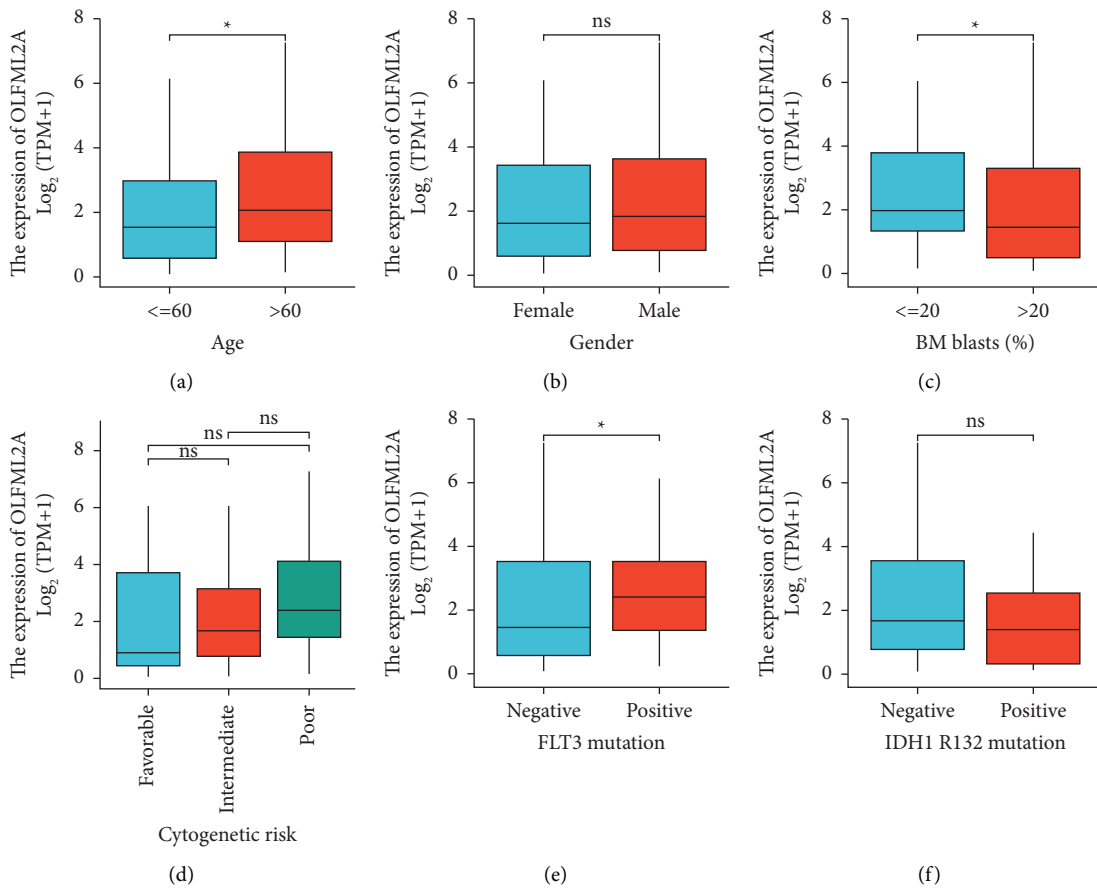 The expression of OLFML2A
Log2 (TPM+1)
8
6
4
2
0
*
<=60
>60
Age
(a)
The expression of OLFML2A
Log2 (TPM+1)
8
6
4
2
0
ns
Female
Male
Gender
(b)
The expression of OLFML2A
Log2 (TPM+1)
8
6
4
2
0
*
<=20
>20
BM blasts (%)
(c)
The expression of OLFML2A
Log2 (TPM+1)
8
6
4
2
0
ns
ns
ns
Favorable
Intermediate
Poor
Cytogenetic risk
(d)
The expression of OLFML2A
Log2 (TPM+1)
8
6
4
2
0
*
Negative
Positive
FLT3 mutation
(e)
The expression of OLFML2A
Log2 (TPM+1)
8
6
4
2
0
ns
Negative
Positive
IDH1 R132 mutation
(f)